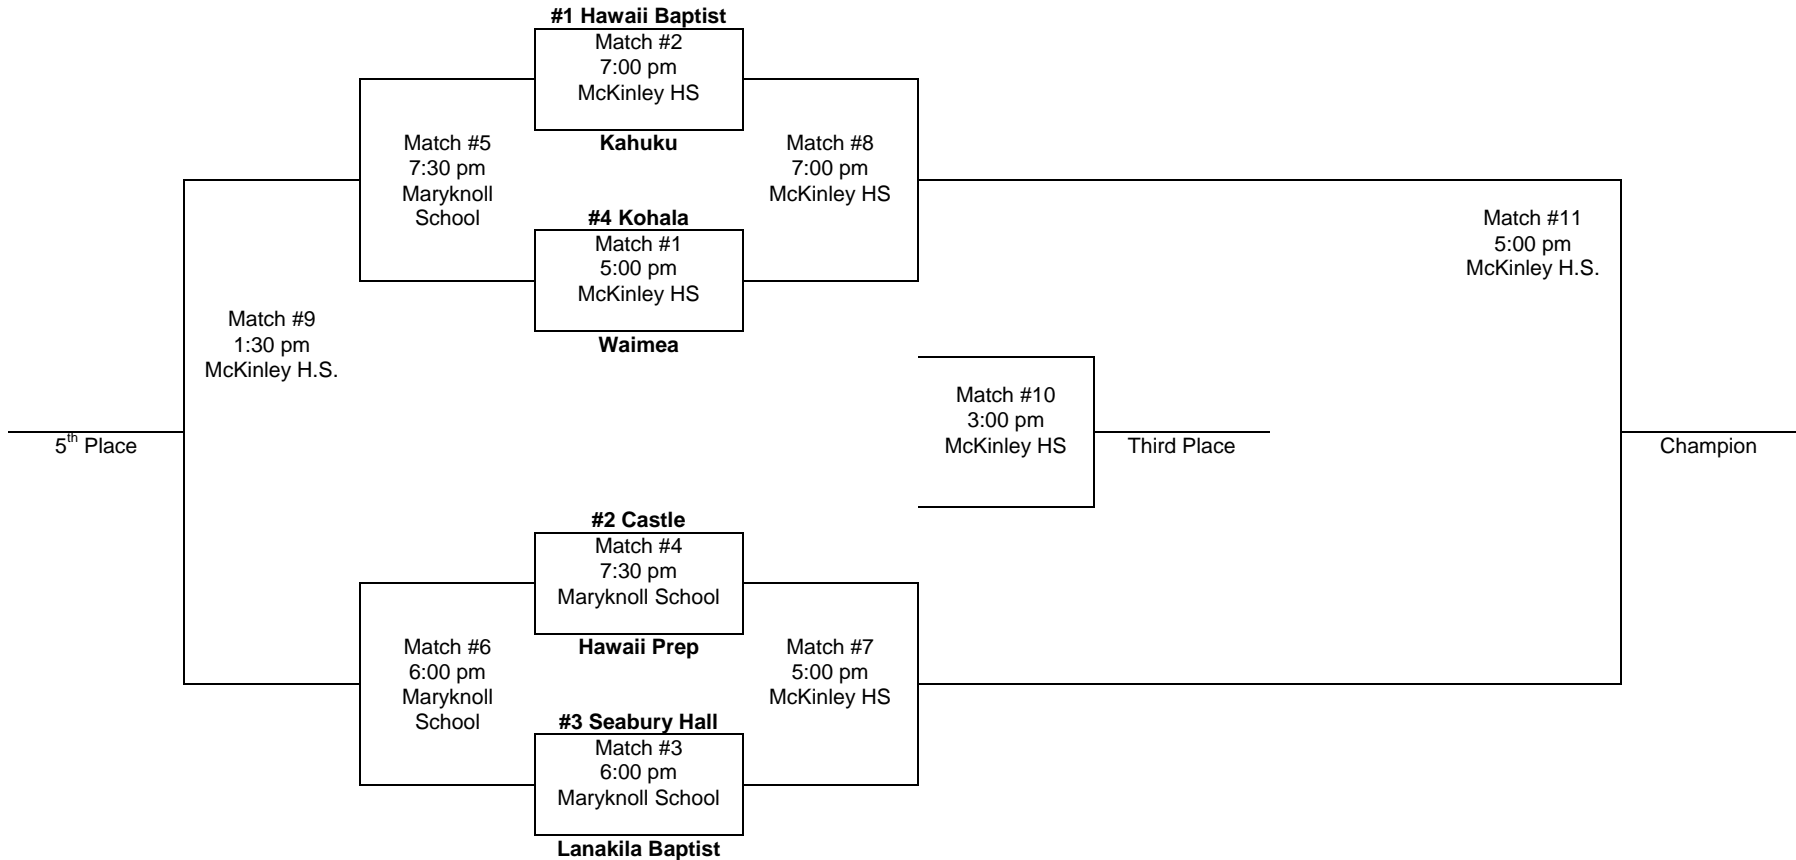 #1 Hawaii Baptist
Match #2
7:00 pm
McKinley HS
Kahuku
Match #5
7:30 pm
Maryknoll
School
Match #8
7:00 pm
McKinley HS
#4 Kohala
Match #1
5:00 pm
McKinley HS
Waimea
Match #11
5:00 pm
McKinley H.S.
Match #9
1:30 pm
McKinley H.S.
Match #10
3:00 pm
McKinley HS
5th Place
Third Place
Champion
#2 Castle
Match #4
7:30 pm
Maryknoll School
Hawaii Prep
Match #6
6:00 pm
Maryknoll
School
Match #7
5:00 pm
McKinley HS
#3 Seabury Hall
Match #3
6:00 pm
Maryknoll School
Lanakila Baptist